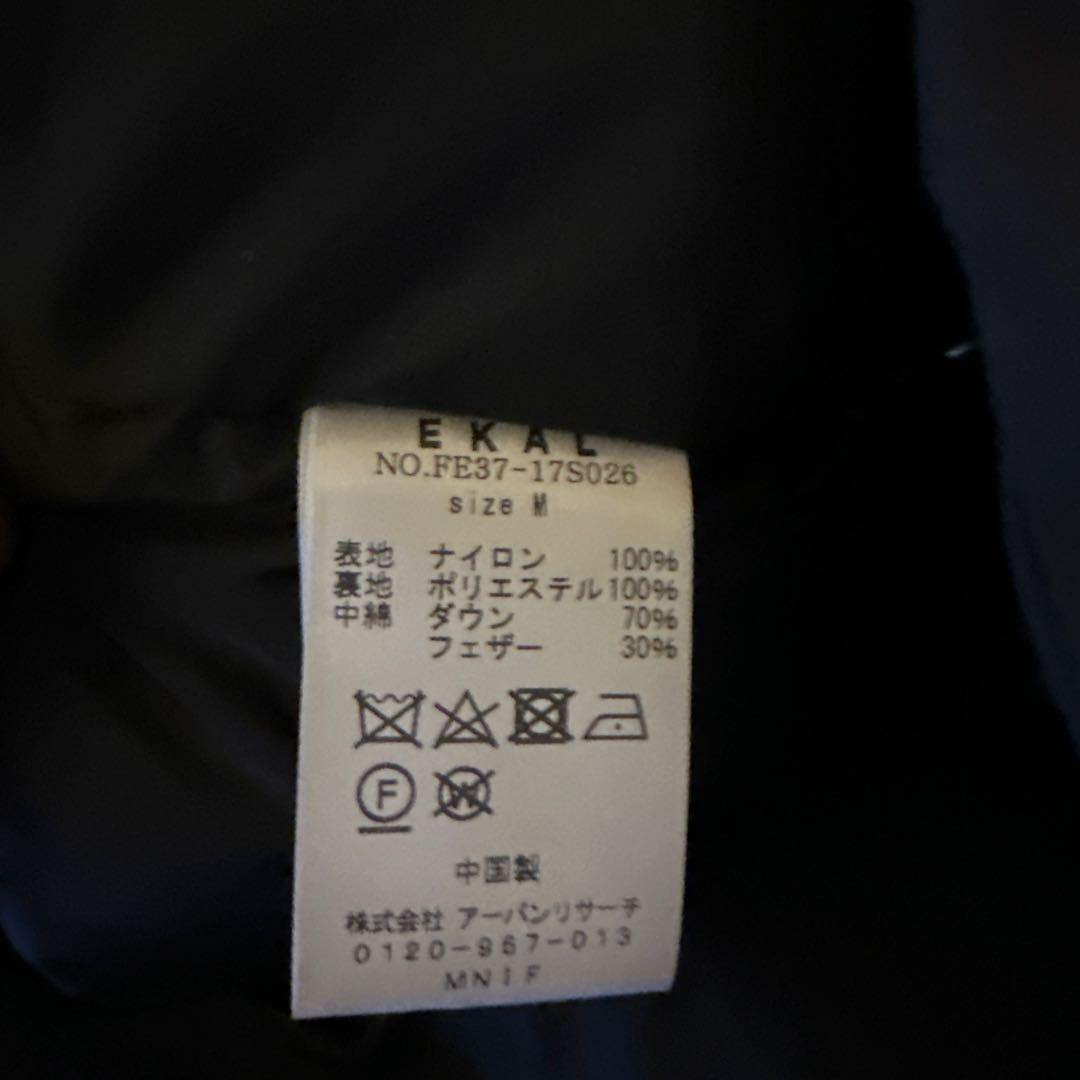 EKAL
NO.FE37-17S026
size M
表地 ナイロン 100%
裏地 ポリエステル 100%
中綿 ダウン 70%
フェザー 30%
F W
中国製
株式会社 アーバンリサーチ
0120-967-013
MNIF